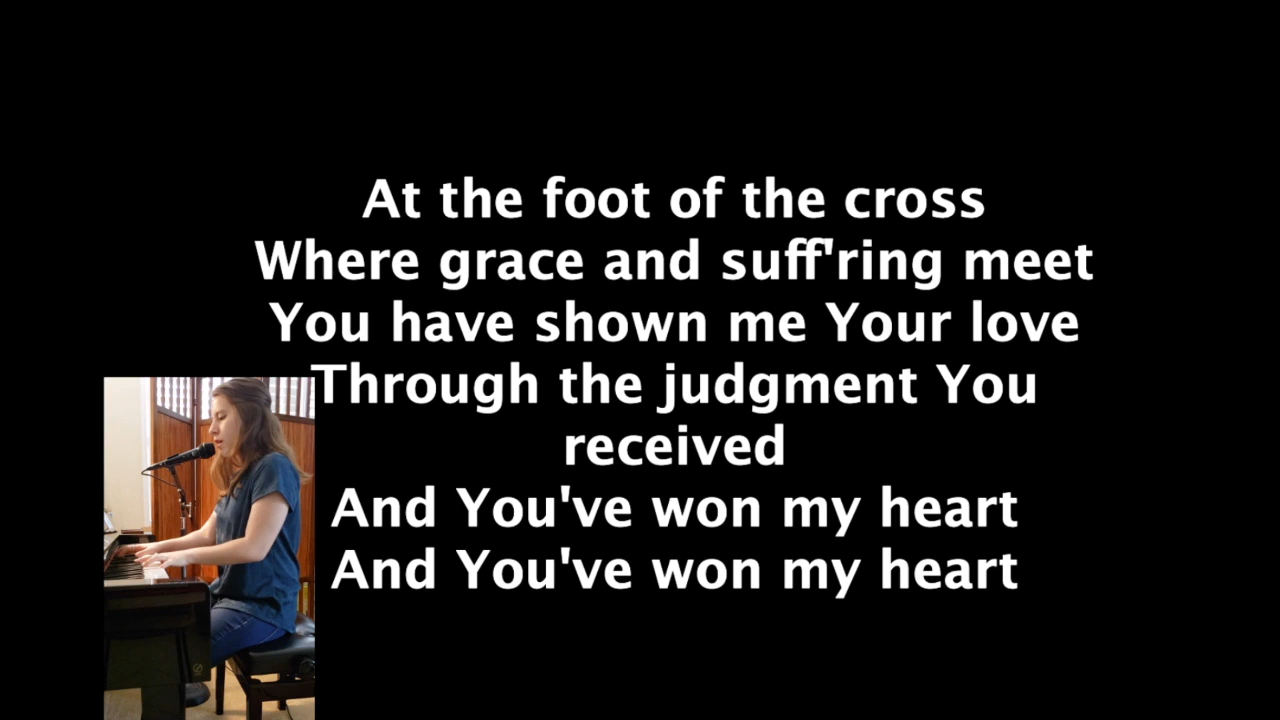 At the foot of the cross
Where grace and suff'ring meet
You have shown me Your love
Through the judgment You
received
And You've won my heart
And You've won my heart